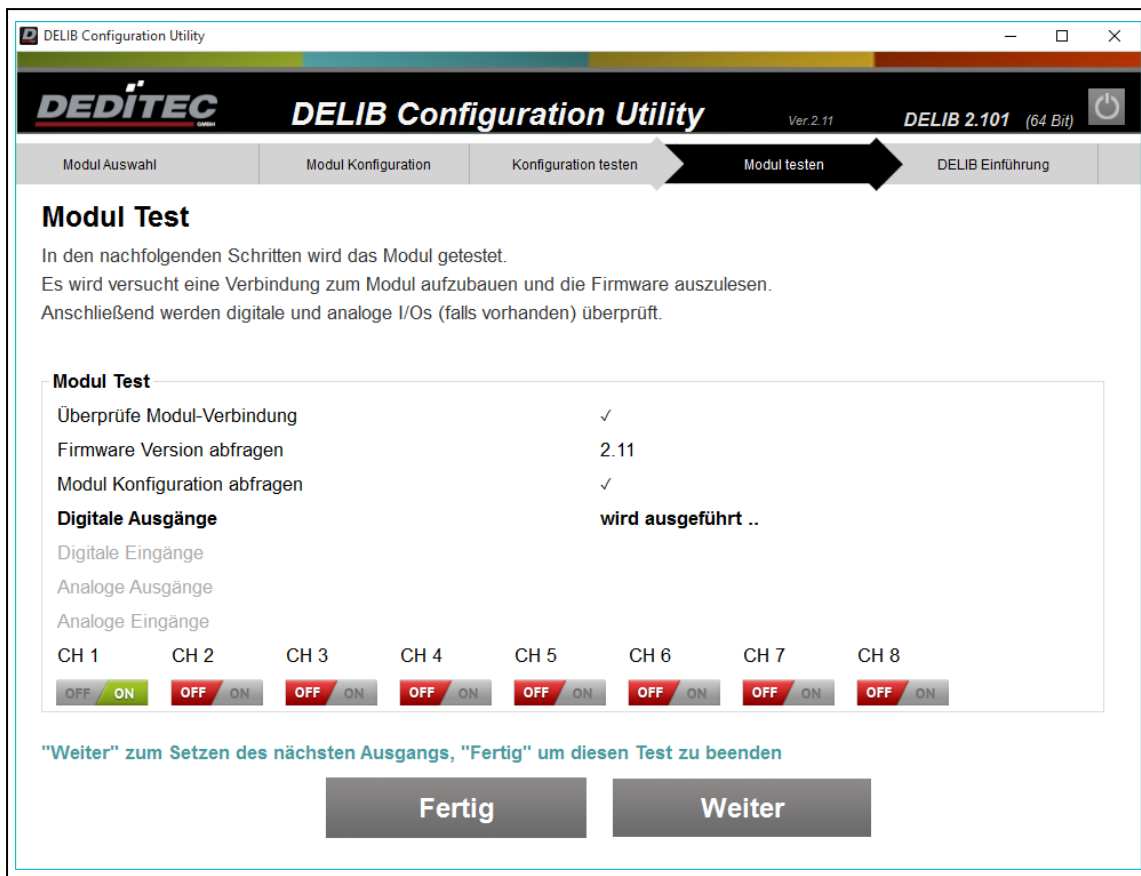 DELIB Configuration Utility
DEDITEC
GMBH
DELIB Configuration Utility Ver.2.11 DELIB 2.101 (64 Bit)
Modul Auswahl Modul Konfiguration Konfiguration testen Modul testen DELIB Einführung
Modul Test
In den nachfolgenden Schritten wird das Modul getestet.
Es wird versucht eine Verbindung zum Modul aufzubauen und die Firmware auszulesen.
Anschließend werden digitale und analoge I/Os (falls vorhanden) überprüft.
Modul Test
Überprüfe Modul-Verbindung ✓
Firmware Version abfragen 2.11
Modul Konfiguration abfragen ✓
Digitale Ausgänge wird ausgeführt ..
Digitale Eingänge
Analoge Ausgänge
Analoge Eingänge
CH 1 CH 2 CH 3 CH 4 CH 5 CH 6 CH 7 CH 8
OFF ON OFF ON OFF ON OFF ON OFF ON OFF ON OFF ON OFF ON
"Weiter" zum Setzen des nächsten Ausgangs, "Fertig" um diesen Test zu beenden
Fertig Weiter